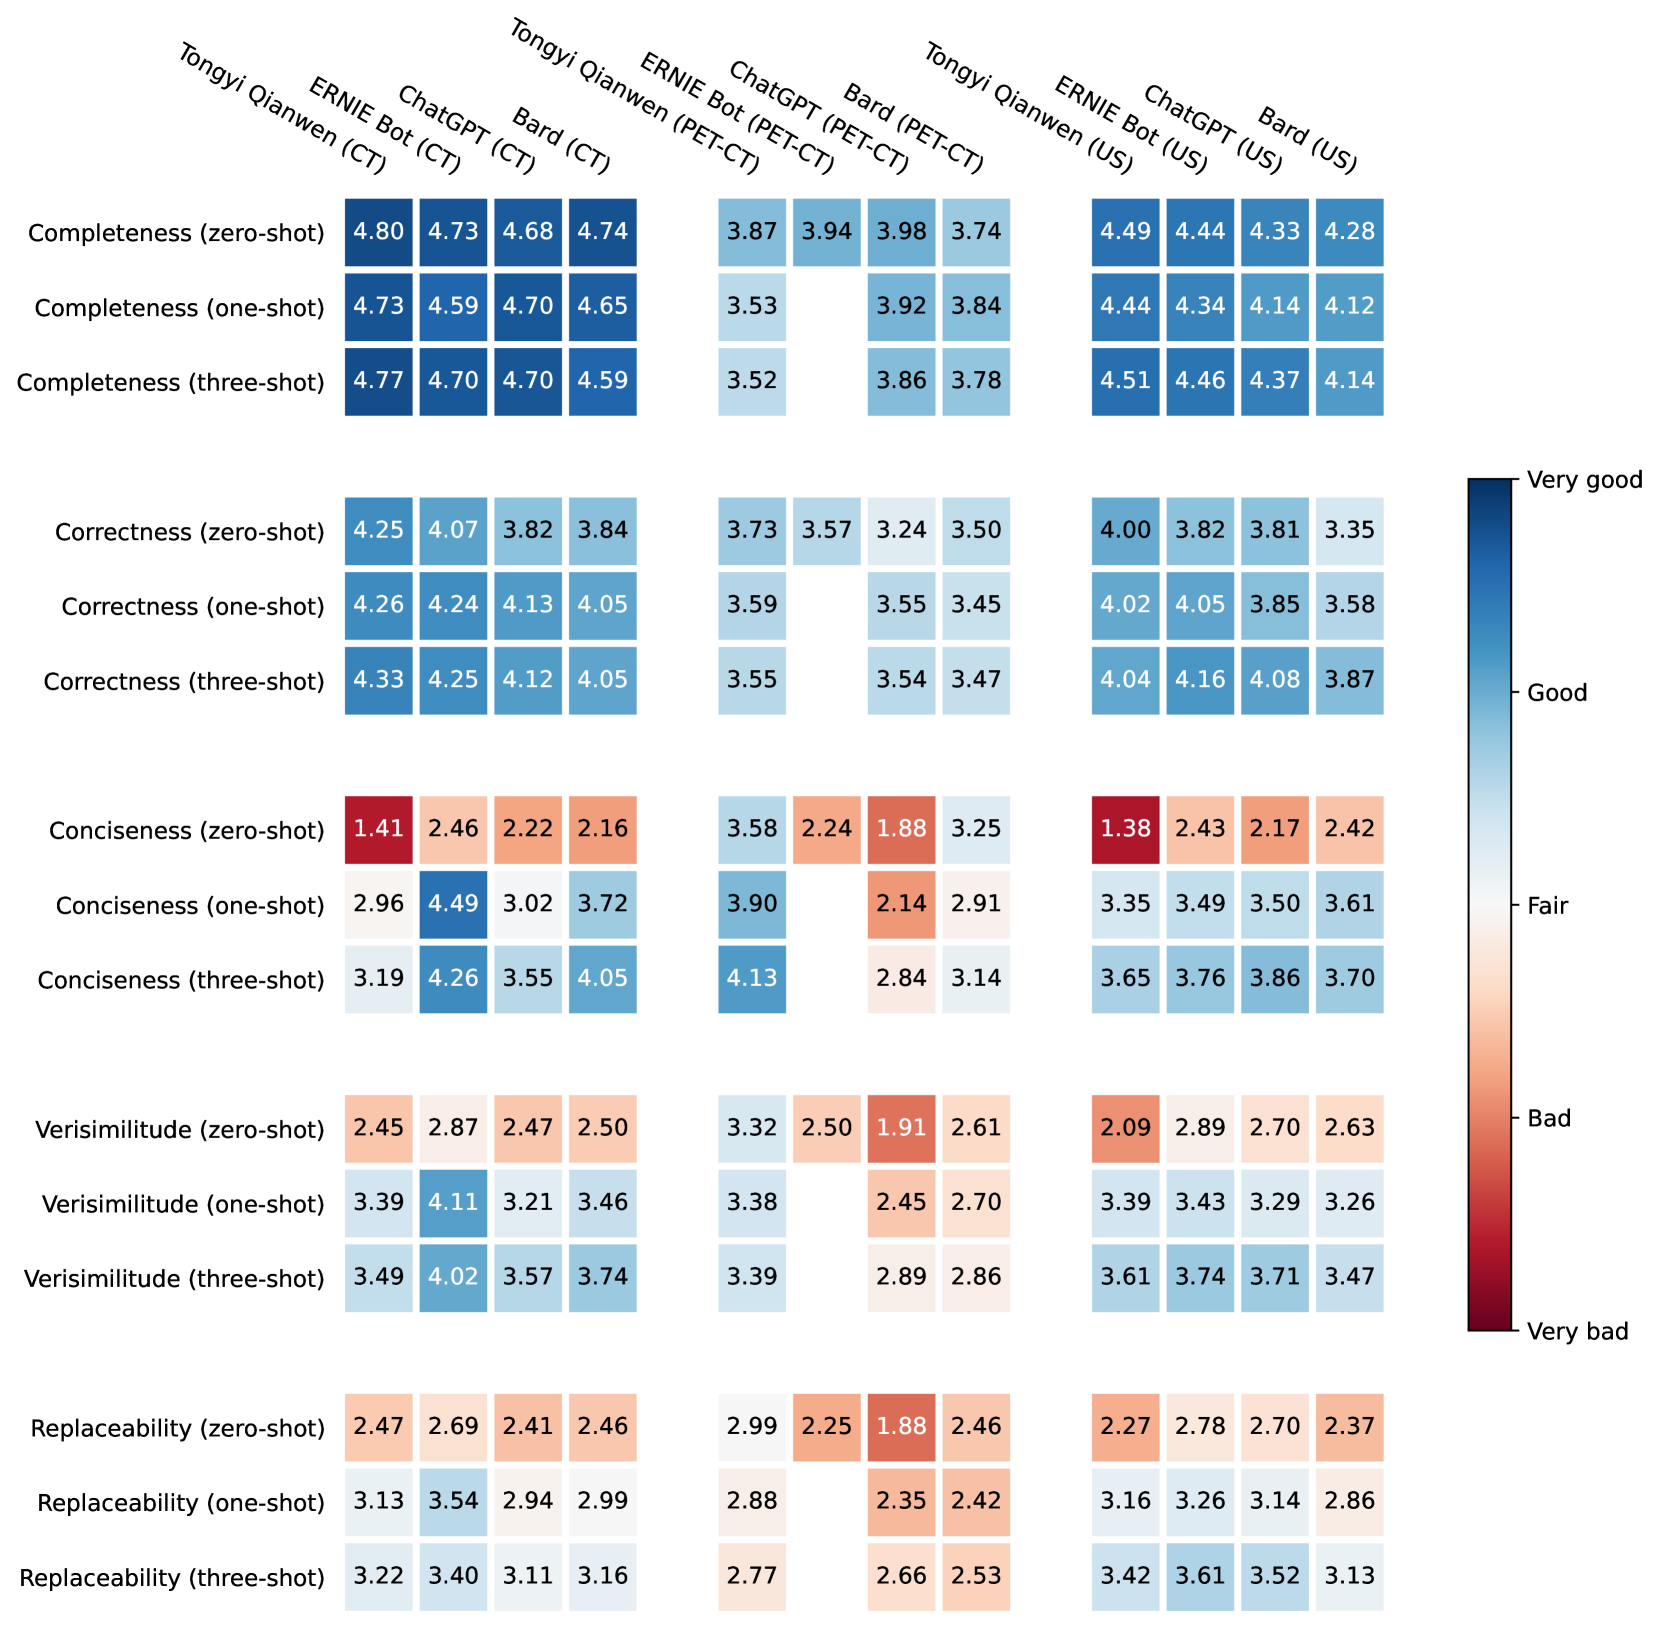 Tongyi Qianwen (CT)
ERNIE Bot (CT)
ChatGPT (CT)
Bard (CT)
Tongyi Qianwen (PET-CT)
ERNIE Bot (PET-CT)
ChatGPT (PET-CT)
Bard (PET-CT)
Tongyi Qianwen (US)
ERNIE Bot (US)
ChatGPT (US)
Bard (US)
Completeness (zero-shot) 4.80 4.73 4.68 4.74 3.87 3.94 3.98 3.74 4.49 4.44 4.33 4.28
Completeness (one-shot) 4.73 4.59 4.70 4.65 3.53 3.92 3.84 4.44 4.34 4.14 4.12
Completeness (three-shot) 4.77 4.70 4.70 4.59 3.52 3.86 3.78 4.51 4.46 4.37 4.14
Correctness (zero-shot) 4.25 4.07 3.82 3.84 3.73 3.57 3.24 3.50 4.00 3.82 3.81 3.35
Correctness (one-shot) 4.26 4.24 4.13 4.05 3.59 3.55 3.45 4.02 4.05 3.85 3.58
Correctness (three-shot) 4.33 4.25 4.12 4.05 3.55 3.54 3.47 4.04 4.16 4.08 3.87
Conciseness (zero-shot) 1.41 2.46 2.22 2.16 3.58 2.24 1.88 3.25 1.38 2.43 2.17 2.42
Conciseness (one-shot) 2.96 4.49 3.02 3.72 3.90 2.14 2.91 3.35 3.49 3.50 3.61
Conciseness (three-shot) 3.19 4.26 3.55 4.05 4.13 2.84 3.14 3.65 3.76 3.86 3.70
Verisimilitude (zero-shot) 2.45 2.87 2.47 2.50 3.32 2.50 1.91 2.61 2.09 2.89 2.70 2.63
Verisimilitude (one-shot) 3.39 4.11 3.21 3.46 3.38 2.45 2.70 3.39 3.43 3.29 3.26
Verisimilitude (three-shot) 3.49 4.02 3.57 3.74 3.39 2.89 2.86 3.61 3.74 3.71 3.47
Replaceability (zero-shot) 2.47 2.69 2.41 2.46 2.99 2.25 1.88 2.46 2.27 2.78 2.70 2.37
Replaceability (one-shot) 3.13 3.54 2.94 2.99 2.88 2.35 2.42 3.16 3.26 3.14 2.86
Replaceability (three-shot) 3.22 3.40 3.11 3.16 2.77 2.66 2.53 3.42 3.61 3.52 3.13
Very good
Good
Fair
Bad
Very bad